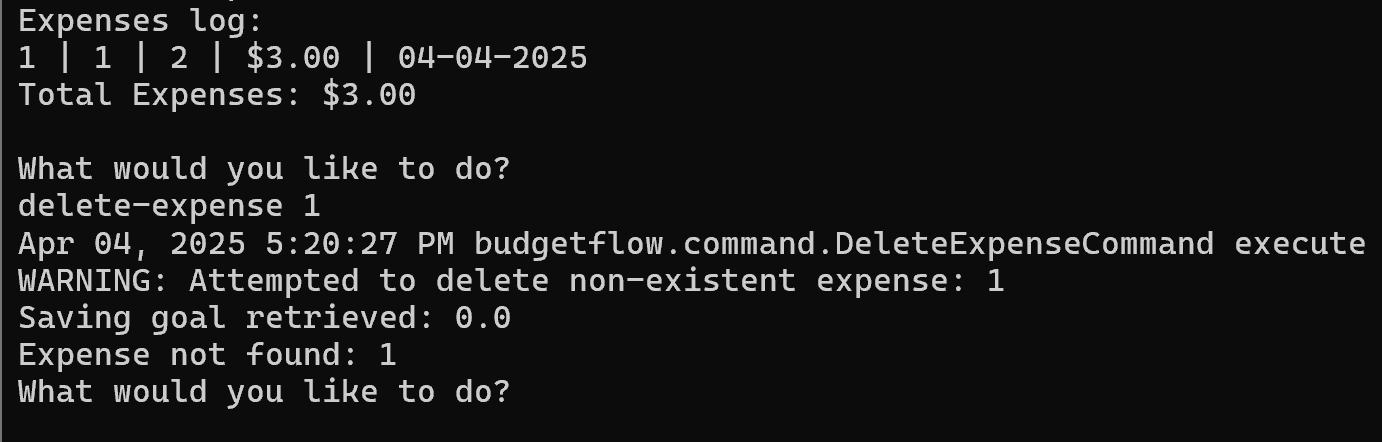 Expenses log:
1 | 1 | 2 | $3.00 | 04-04-2025
Total Expenses: $3.00
What would you like to do?
delete-expense 1
Apr 04, 2025 5:20:27 PM budgetflow.command.DeleteExpenseCommand execute
WARNING: Attempted to delete non-existent expense: 1
Saving goal retrieved: 0.0
Expense not found: 1
What would you like to do?